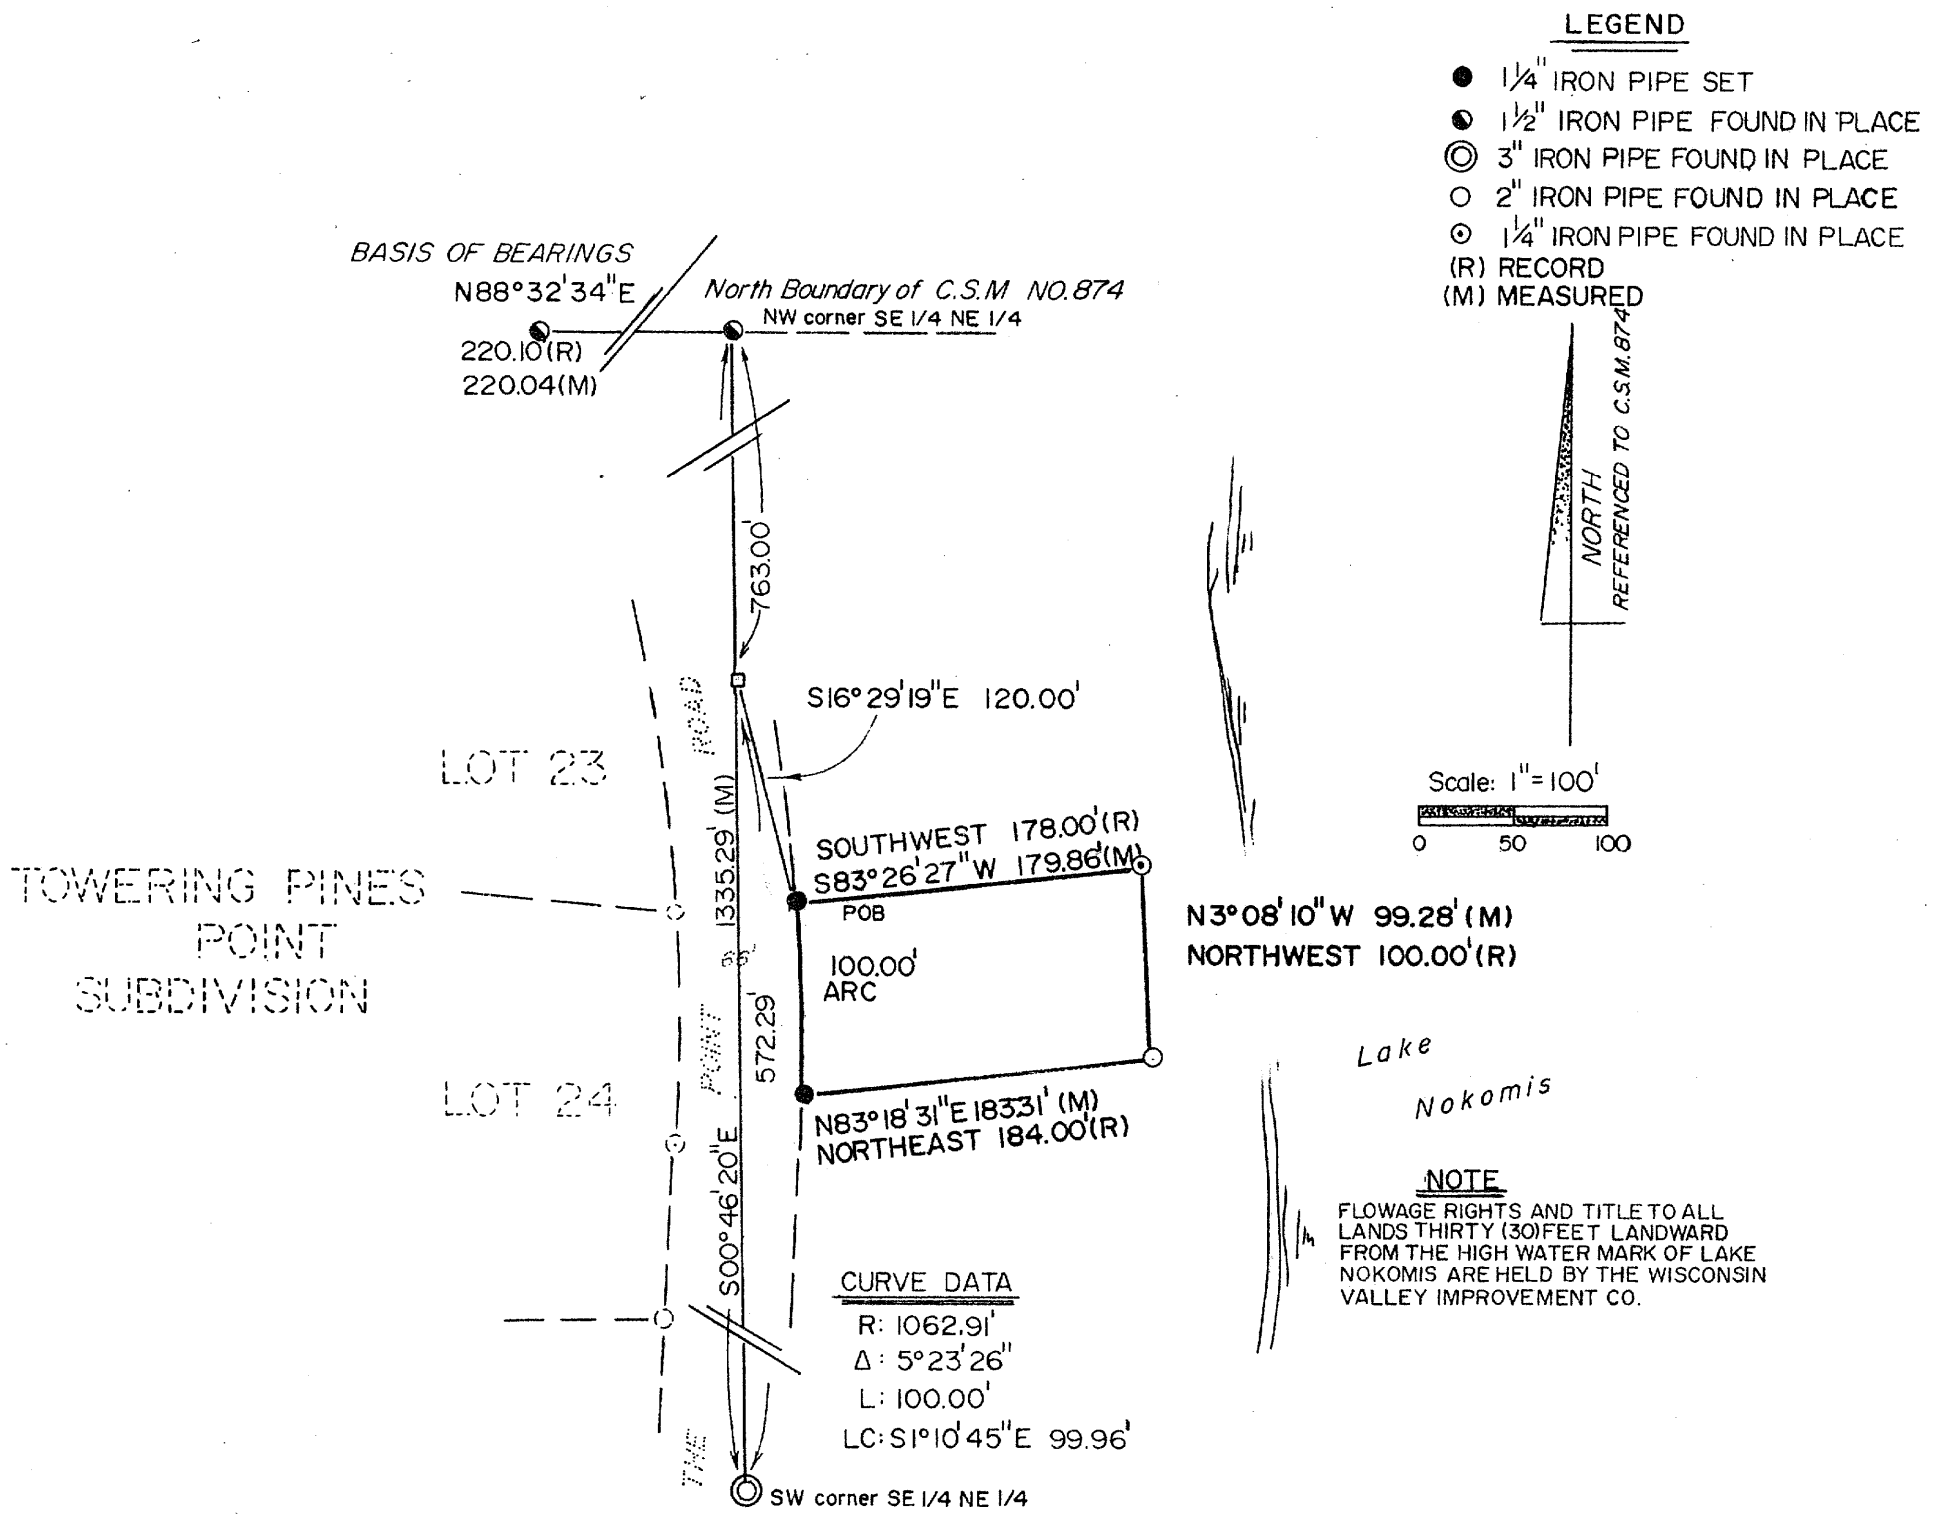 LEGEND
1 1/4" IRON PIPE SET
1 1/2" IRON PIPE FOUND IN PLACE
3" IRON PIPE FOUND IN PLACE
2" IRON PIPE FOUND IN PLACE
1 1/4" IRON PIPE FOUND IN PLACE
(R) RECORD
(M) MEASURED
BASIS OF BEARINGS
N88°32'34"E
220.10(R)
220.04(M)
North Boundary of C.S.M NO.874
NW corner SE 1/4 NE 1/4
NORTH
REFERENCED TO C.S.M.874
763.00'
S16°29'19"E 120.00'
ROAD
LOT 23
1335.29' (M)
Scale: 1"=100'
0 50 100
SOUTHWEST 178.00'(R)
S83°26'27"W 179.86'(M)
POB
TOWERING PINES
POINT
SUBDIVISION
N3°08'10"W 99.28'(M)
NORTHWEST 100.00'(R)
100.00'
ARC
572.29'
POINT
LOT 24
Lake
Nokomis
N83°18'31"E 183.31' (M)
NORTHEAST 184.00'(R)
S00°46'20"E
NOTE
FLOWAGE RIGHTS AND TITLE TO ALL
LANDS THIRTY (30) FEET LANDWARD
FROM THE HIGH WATER MARK OF LAKE
NOKOMIS ARE HELD BY THE WISCONSIN
VALLEY IMPROVEMENT CO.
CURVE DATA
R: 1062.91'
Δ: 5°23'26"
L: 100.00'
LC: S1°10'45"E 99.96'
THE
SW corner SE 1/4 NE 1/4